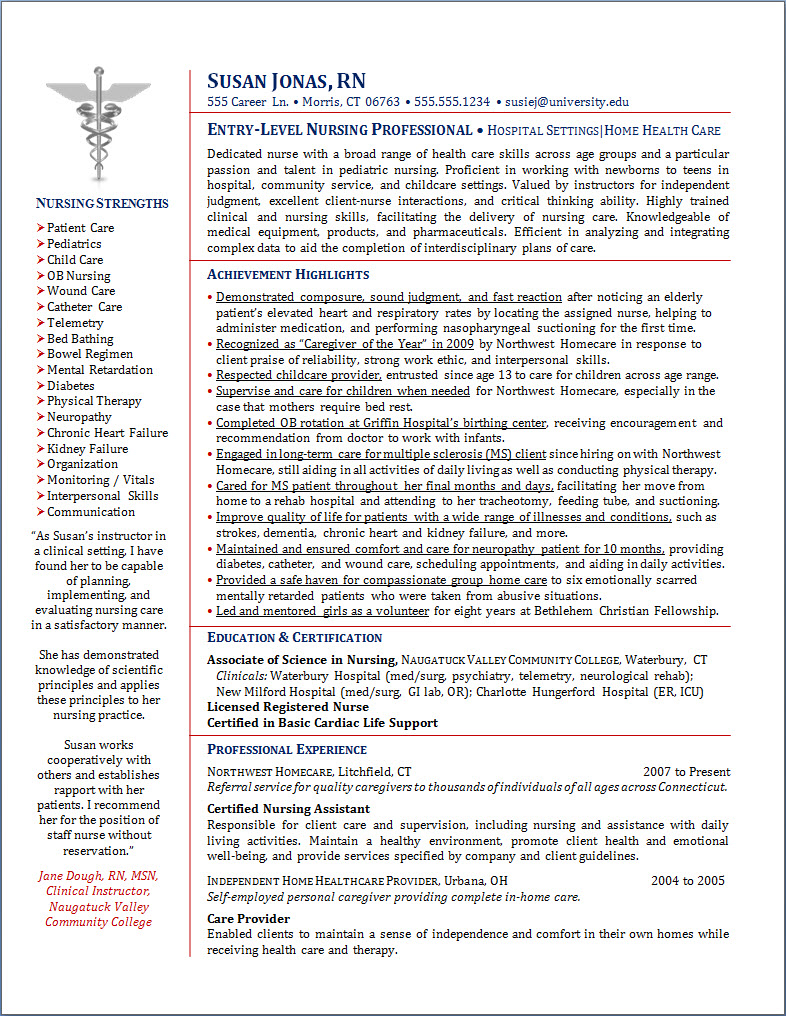 SUSAN JONAS, RN
555 Career Ln. • Morris, CT 06763 • 555.555.1234 • susiej@university.edu
ENTRY-LEVEL NURSING PROFESSIONAL • HOSPITAL SETTINGS|HOME HEALTH CARE
Dedicated nurse with a broad range of health care skills across age groups and a particular
passion and talent in pediatric nursing. Proficient in working with newborns to teens in
hospital, community service, and childcare settings. Valued by instructors for independent
judgment, excellent client-nurse interactions, and critical thinking ability. Highly trained
clinical and nursing skills, facilitating the delivery of nursing care. Knowledgeable of
medical equipment, products, and pharmaceuticals. Efficient in analyzing and integrating
complex data to aid the completion of interdisciplinary plans of care.
NURSING STRENGTHS
➢ Patient Care
➢ Pediatrics
➢ Child Care
➢ OB Nursing
➢ Wound Care
➢ Catheter Care
➢ Telemetry
➢ Bed Bathing
➢ Bowel Regimen
➢ Mental Retardation
➢ Diabetes
➢ Physical Therapy
➢ Neuropathy
➢ Chronic Heart Failure
➢ Kidney Failure
➢ Organization
➢ Monitoring / Vitals
➢ Interpersonal Skills
➢ Communication
“As Susan’s instructor in
a clinical setting, I have
found her to be capable
of planning,
implementing, and
evaluating nursing care
in a satisfactory manner.
She has demonstrated
knowledge of scientific
principles and applies
these principles to her
nursing practice.
Susan works
cooperatively with
others and establishes
rapport with her
patients. I recommend
her for the position of
staff nurse without
reservation.”
Jane Dough, RN, MSN,
Clinical Instructor,
Naugatuck Valley
Community College
ACHIEVEMENT HIGHLIGHTS
• Demonstrated composure, sound judgment, and fast reaction after noticing an elderly
patient’s elevated heart and respiratory rates by locating the assigned nurse, helping to
administer medication, and performing nasopharyngeal suctioning for the first time.
• Recognized as “Caregiver of the Year” in 2009 by Northwest Homecare in response to
client praise of reliability, strong work ethic, and interpersonal skills.
• Respected childcare provider, entrusted since age 13 to care for children across age range.
• Supervise and care for children when needed for Northwest Homecare, especially in the
case that mothers require bed rest.
• Completed OB rotation at Griffin Hospital’s birthing center, receiving encouragement and
recommendation from doctor to work with infants.
• Engaged in long-term care for multiple sclerosis (MS) client since hiring on with Northwest
Homecare, still aiding in all activities of daily living as well as conducting physical therapy.
• Cared for MS patient throughout her final months and days, facilitating her move from
home to a rehab hospital and attending to her tracheotomy, feeding tube, and suctioning.
• Improve quality of life for patients with a wide range of illnesses and conditions, such as
strokes, dementia, chronic heart and kidney failure, and more.
• Maintained and ensured comfort and care for neuropathy patient for 10 months, providing
diabetes, catheter, and wound care, scheduling appointments, and aiding in daily activities.
• Provided a safe haven for compassionate group home care to six emotionally scarred
mentally retarded patients who were taken from abusive situations.
• Led and mentored girls as a volunteer for eight years at Bethlehem Christian Fellowship.
EDUCATION & CERTIFICATION
Associate of Science in Nursing, NAUGATUCK VALLEY COMMUNITY COLLEGE, Waterbury, CT
Clinicals: Waterbury Hospital (med/surg, psychiatry, telemetry, neurological rehab);
New Milford Hospital (med/surg, GI lab, OR); Charlotte Hungerford Hospital (ER, ICU)
Licensed Registered Nurse
Certified in Basic Cardiac Life Support
PROFESSIONAL EXPERIENCE
NORTHWEST HOMECARE, Litchfield, CT 2007 to Present
Referral service for quality caregivers to thousands of individuals of all ages across Connecticut.
Certified Nursing Assistant
Responsible for client care and supervision, including nursing and assistance with daily
living activities. Maintain a healthy environment, promote client health and emotional
well-being, and provide services specified by company and client guidelines.
INDEPENDENT HOME HEALTHCARE PROVIDER, Urbana, OH 2004 to 2005
Self-employed personal caregiver providing complete in-home care.
Care Provider
Enabled clients to maintain a sense of independence and comfort in their own homes while
receiving health care and therapy.